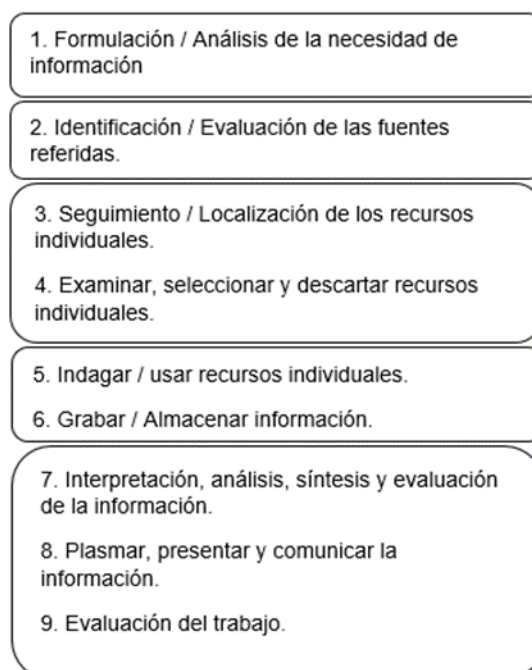 1. Formulación / Análisis de la necesidad de
información
2. Identificación / Evaluación de las fuentes
referidas.
3. Seguimiento / Localización de los recursos
individuales.
4. Examinar, seleccionar y descartar recursos
individuales.
5. Indagar / usar recursos individuales.
6. Grabar / Almacenar información.
7. Interpretación, análisis, síntesis y evaluación
de la información.
8. Plasmar, presentar y comunicar la
información.
9. Evaluación del trabajo.